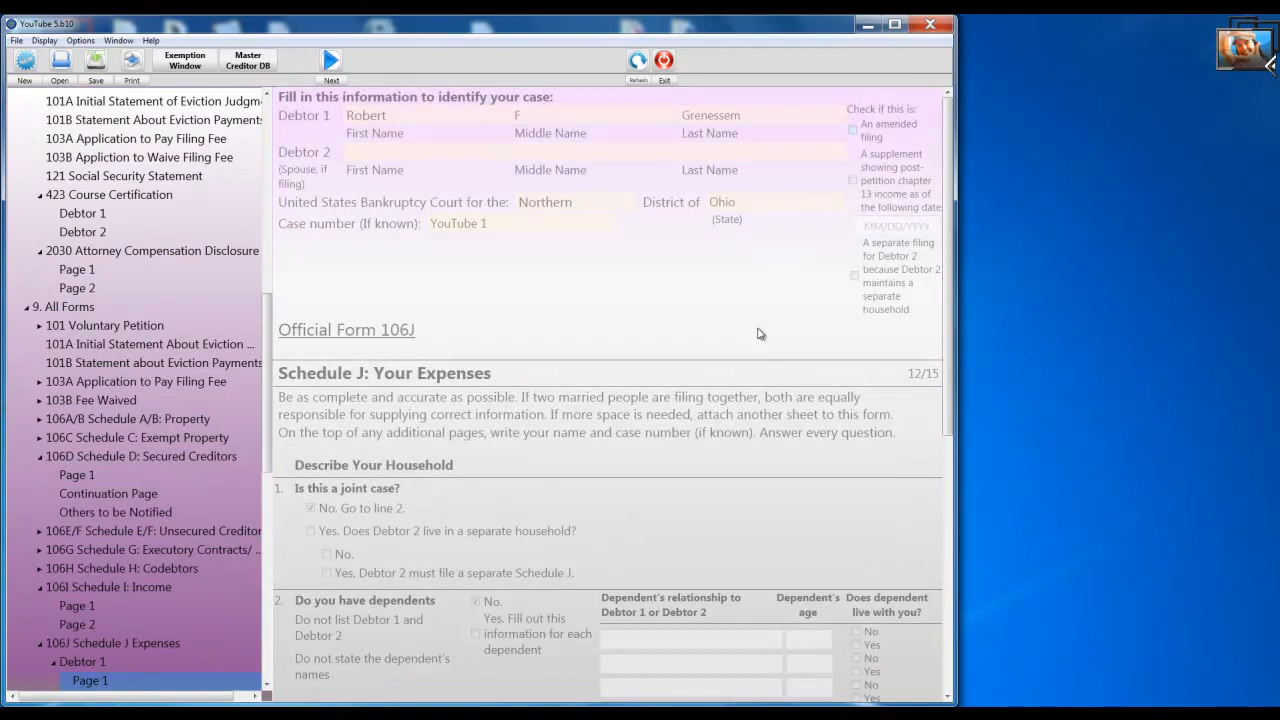 YouTube 5.b10
File Display Options Window Help
Exemption Window
Master Creditor DB
New Open Save Print Next Refresh Exit
101A Initial Statement of Eviction Judgm
101B Statement About Eviction Payments
103A Application to Pay Filing Fee
103B Appliction to Waive Filing Fee
121 Social Security Statement
423 Course Certification
Debtor 1
Debtor 2
2030 Attorney Compensation Disclosure
Page 1
Page 2
9. All Forms
101 Voluntary Petition
101A Initial Statement About Eviction ...
101B Statement about Eviction Payments
103A Application to Pay Filing Fee
103B Fee Waived
106A/B Schedule A/B: Property
106C Schedule C: Exempt Property
106D Schedule D: Secured Creditors
Page 1
Continuation Page
Others to be Notified
106E/F Schedule E/F: Unsecured Creditor
106G Schedule G: Executory Contracts/ ..
106H Schedule H: Codebtors
106I Schedule I: Income
Page 1
Page 2
106J Schedule J Expenses
Debtor 1
Page 1
Fill in this information to identify your case:
Debtor 1 Robert F Grenessem
First Name Middle Name Last Name
Debtor 2
(Spouse, if filing) First Name Middle Name Last Name
United States Bankruptcy Court for the: Northern District of Ohio
(State)
Case number (If known): YouTube 1
Check if this is:
An amended
filing
A supplement
showing post-
petition chapter
13 income as of
the following date
MM/DD/YYYY
A separate filing
for Debtor 2
because Debtor 2
maintains a
separate
household
Official Form 106J
Schedule J: Your Expenses 12/15
Be as complete and accurate as possible. If two married people are filing together, both are equally
responsible for supplying correct information. If more space is needed, attach another sheet to this form.
On the top of any additional pages, write your name and case number (if known). Answer every question.
Describe Your Household
1. Is this a joint case?
No. Go to line 2.
Yes. Does Debtor 2 live in a separate household?
No.
Yes. Debtor 2 must file a separate Schedule J.
2. Do you have dependents
Do not list Debtor 1 and
Debtor 2
Do not state the dependent's
names
No.
Yes. Fill out this
information for each
dependent
Dependent's relationship to
Debtor 1 or Debtor 2
Dependent's
age
Does dependent
live with you?
No
Yes
No
Yes
No
Yes